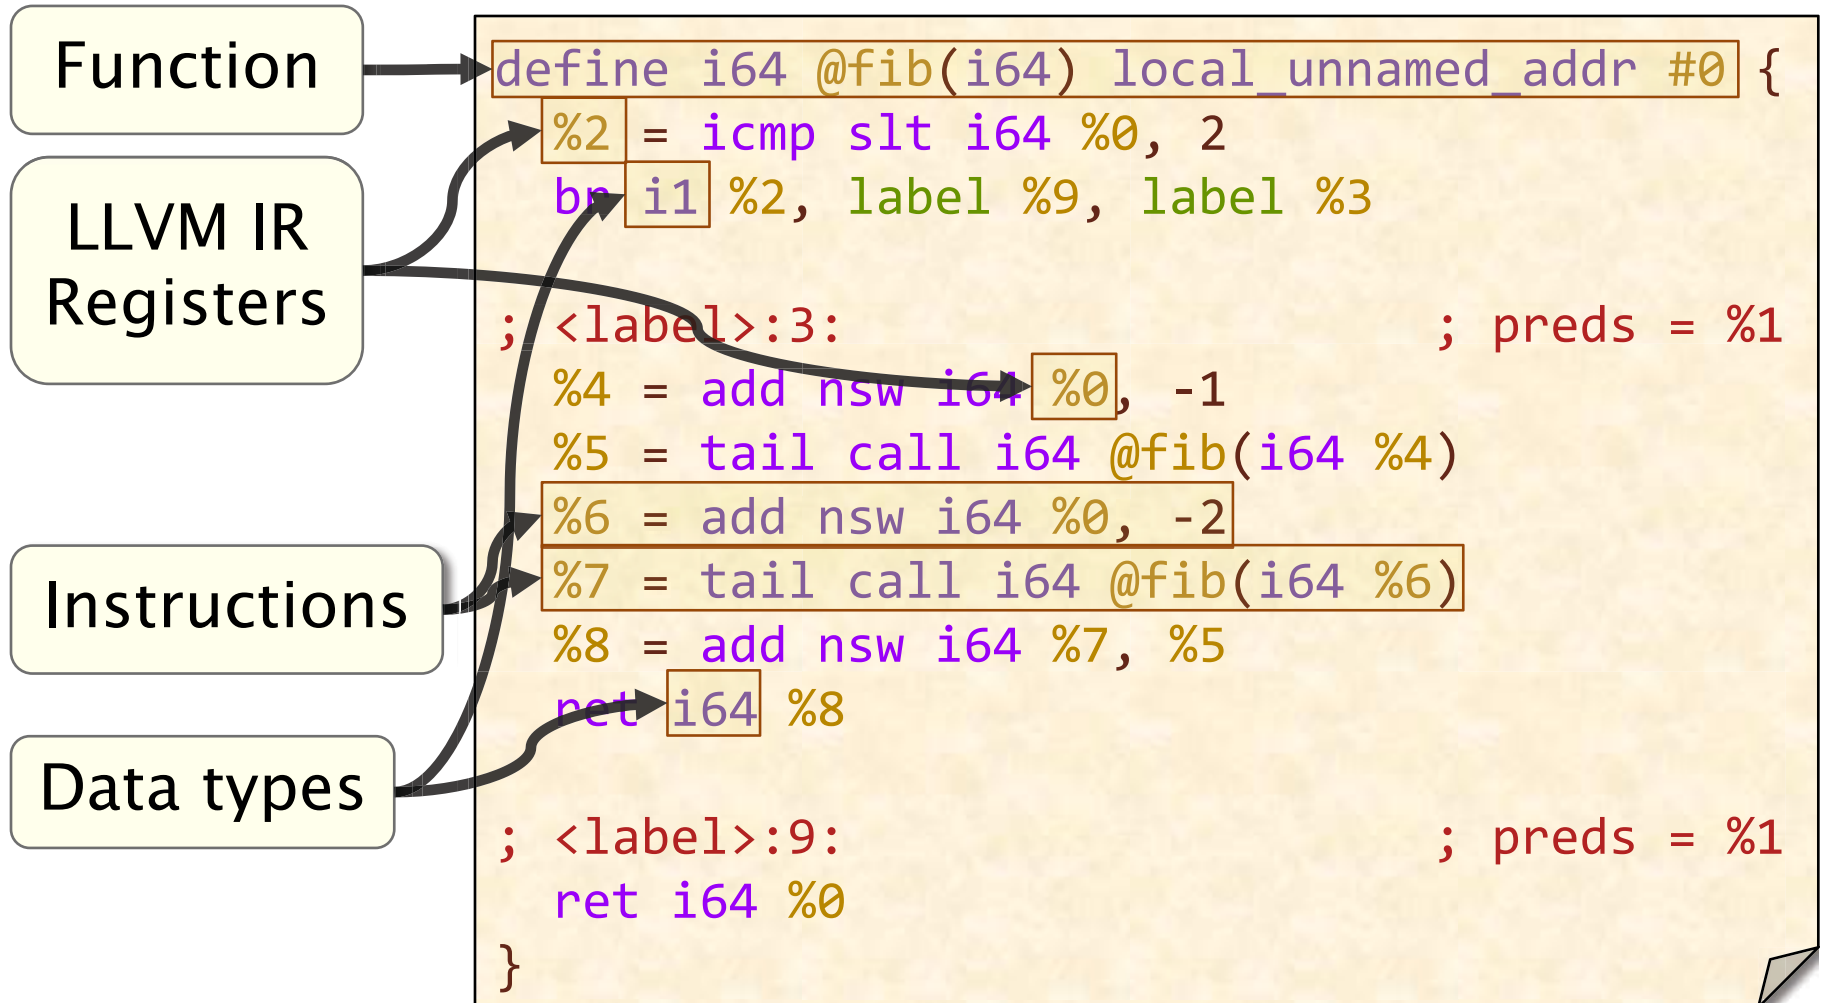 Function
LLVM IR
Registers
Instructions
Data types
define i64 @fib(i64) local_unnamed_addr #0 {
%2 = icmp slt i64 %0, 2
br i1 %2, label %9, label %3
; <label>:3: ; preds = %1
%4 = add nsw i64 %0, -1
%5 = tail call i64 @fib(i64 %4)
%6 = add nsw i64 %0, -2
%7 = tail call i64 @fib(i64 %6)
%8 = add nsw i64 %7, %5
ret i64 %8
; <label>:9: ; preds = %1
ret i64 %0
}